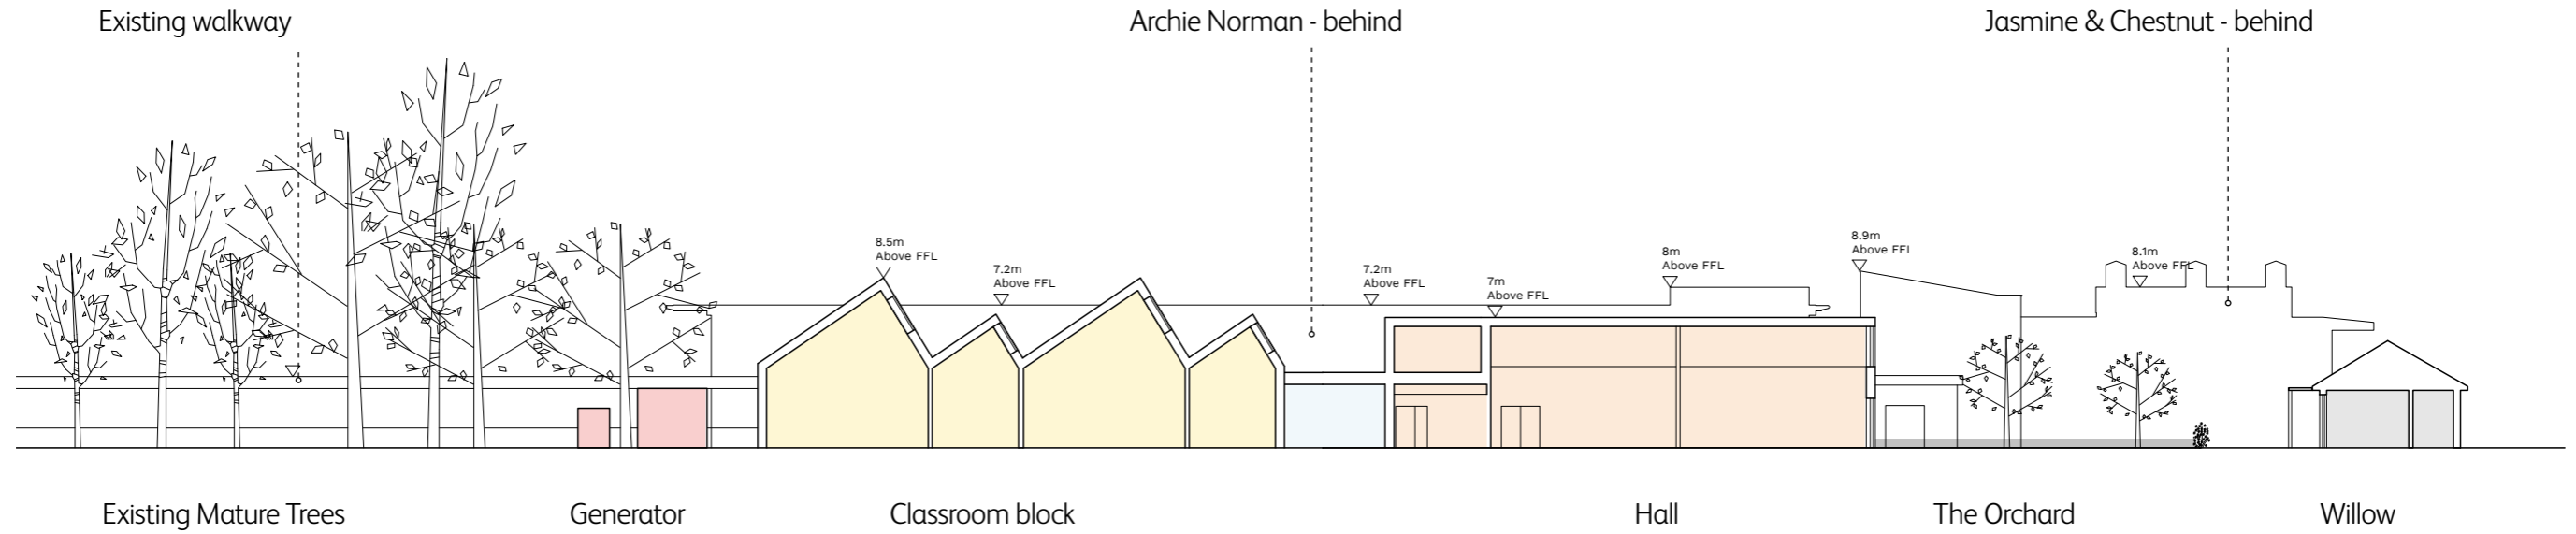 Existing walkway
Archie Norman - behind
Jasmine & Chestnut - behind
8.5m
Above FFL
7.2m
Above FFL
7.2m
Above FFL
7m
Above FFL
8m
Above FFL
8.9m
Above FFL
8.1m
Above FFL
Existing Mature Trees
Generator
Classroom block
Hall
The Orchard
Willow